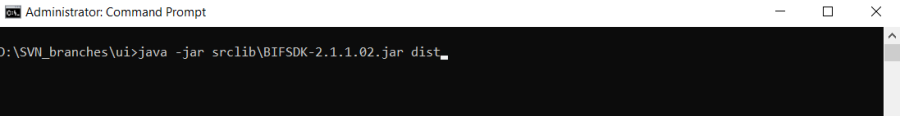 Administrator: Command Prompt
D:\SVN_branches\ui>java -jar srclib\BIFSDK-2.1.1.02.jar dist